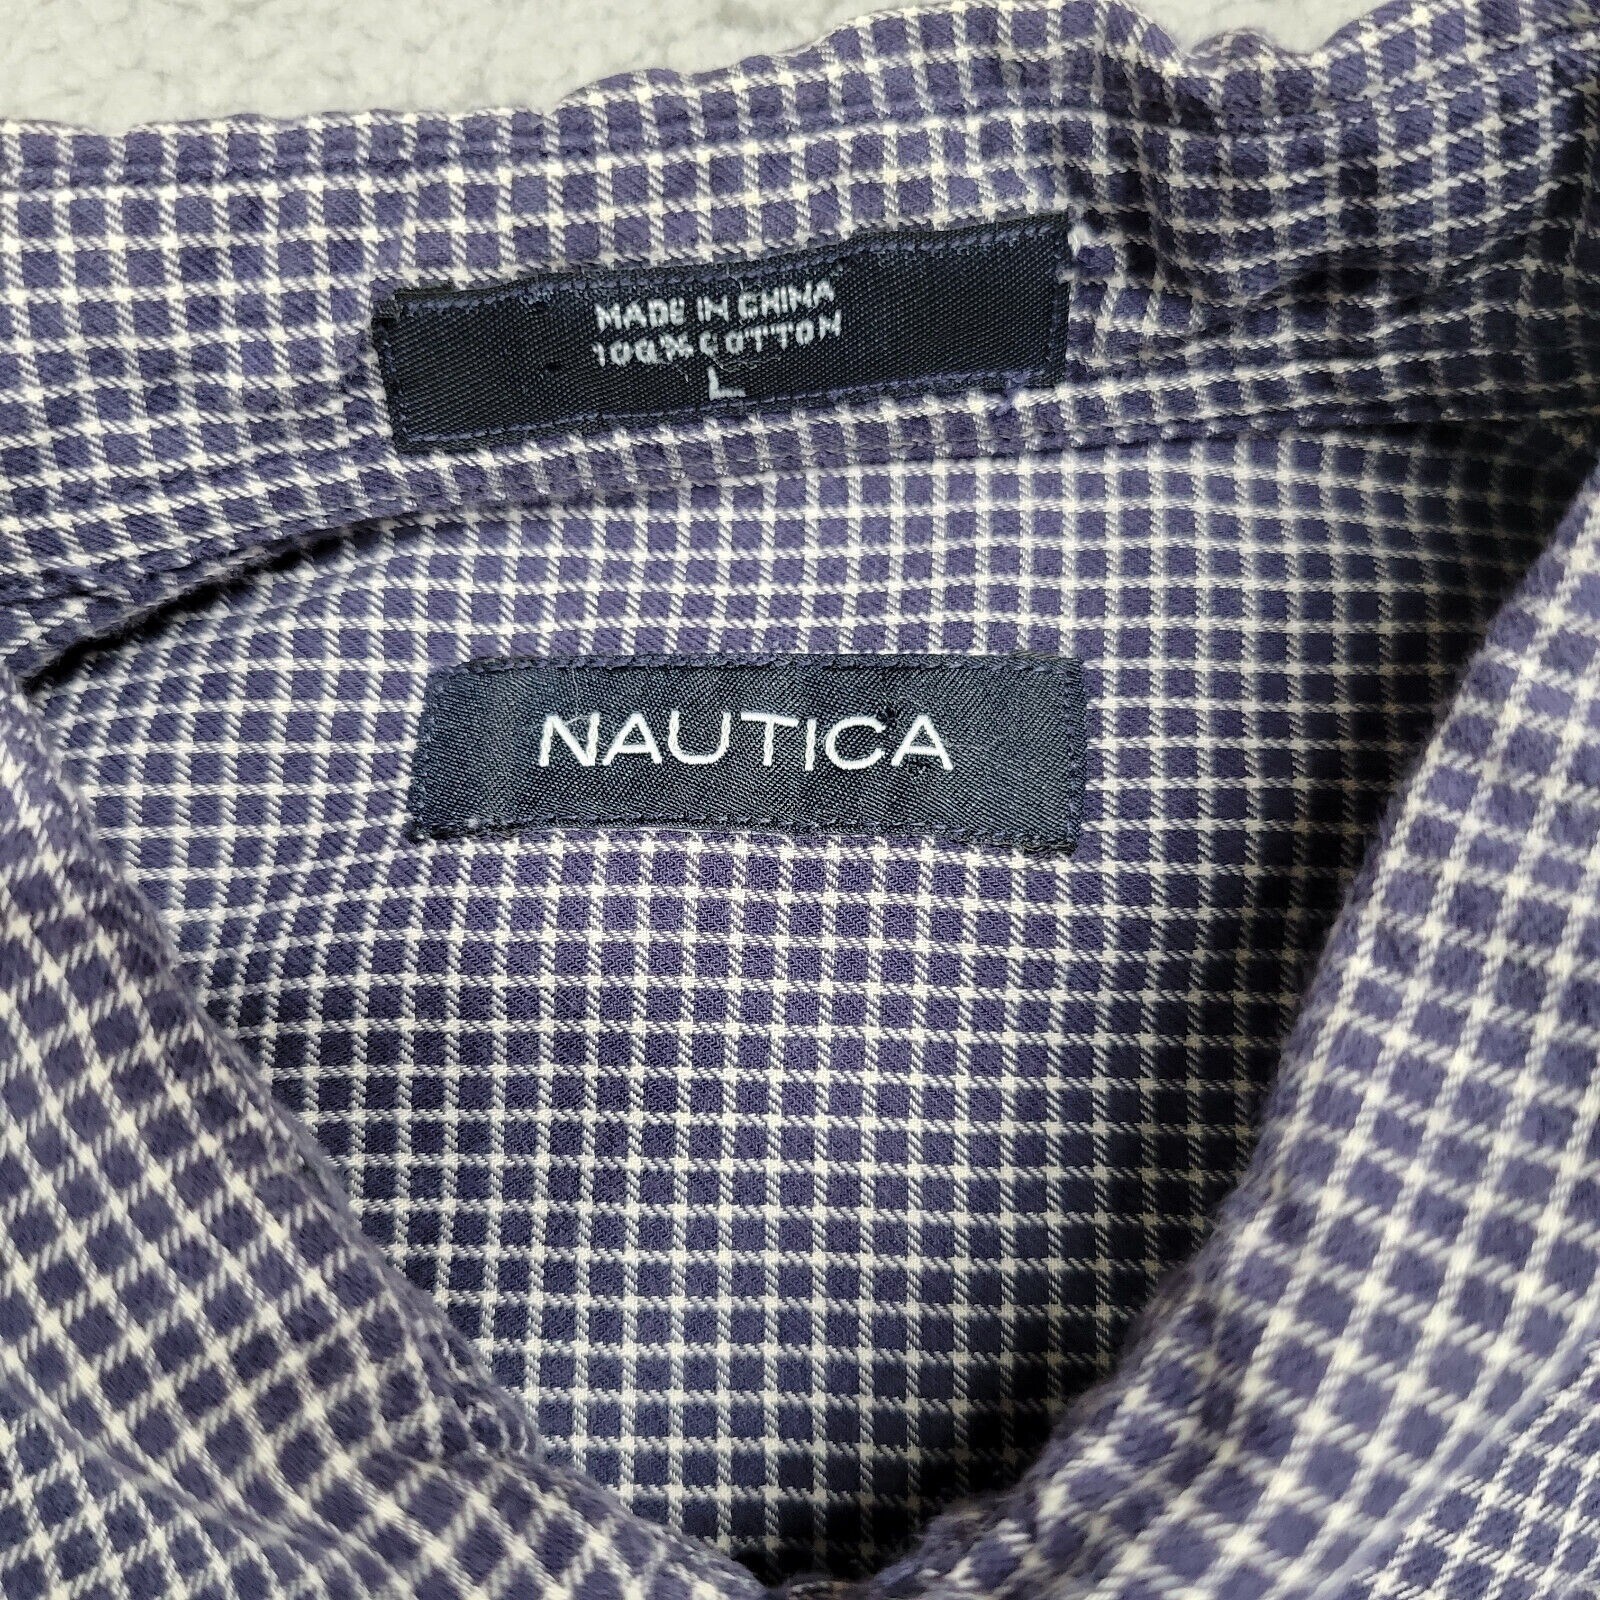 MADE IN CHINA
100% COTTON
L
NAUTICA